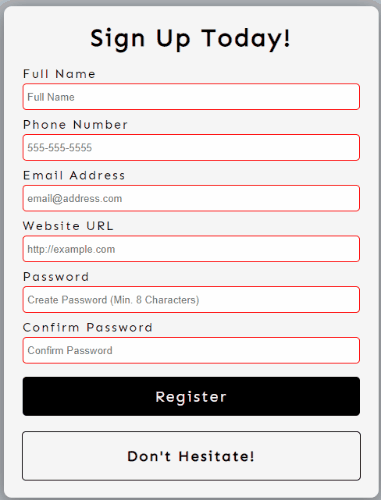 Sign Up Today!
Full Name
Full Name
Phone Number
555-555-5555
Email Address
email@address.com
Website URL
http://example.com
Password
Create Password (Min. 8 Characters)
Confirm Password
Confirm Password
Register
Don't Hesitate!